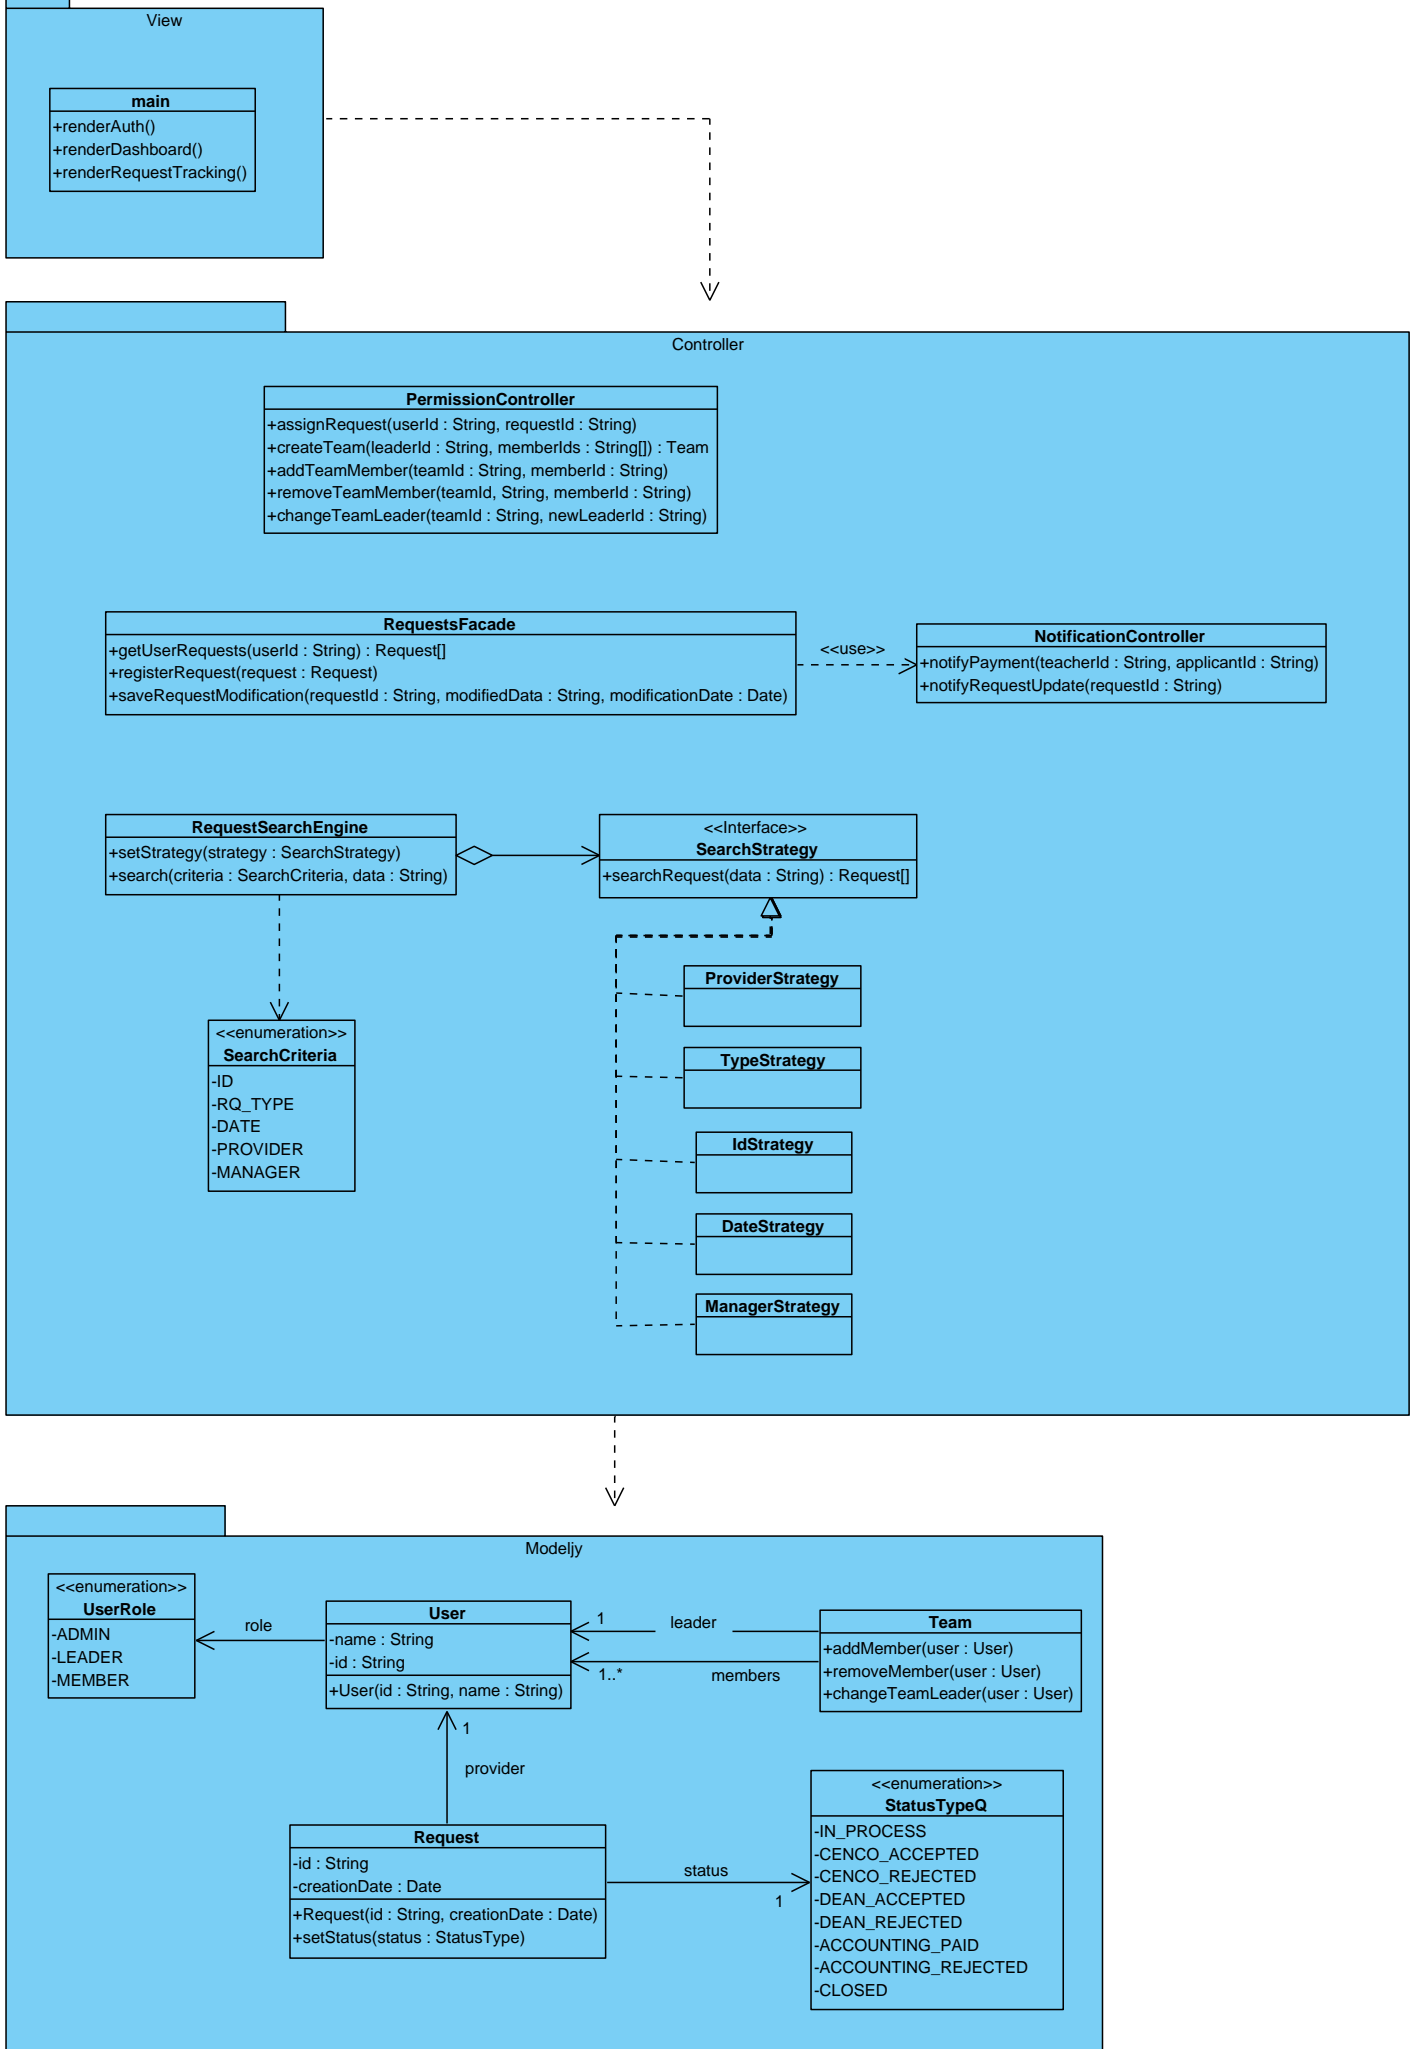 View
main
+renderAuth()
+renderDashboard()
+renderRequestTracking()
Controller
PermissionController
+assignRequest(userId : String, requestId : String)
+createTeam(leaderId : String, memberIds : String[]) : Team
+addTeamMember(teamId : String, memberId : String)
+removeTeamMember(teamId, String, memberId : String)
+changeTeamLeader(teamId : String, newLeaderId : String)
RequestsFacade
+getUserRequests(userId : String) : Request[]
+registerRequest(request : Request)
+saveRequestModification(requestId : String, modifiedData : String, modificationDate : Date)
<<use>>
NotificationController
+notifyPayment(teacherId : String, applicantId : String)
+notifyRequestUpdate(requestId : String)
RequestSearchEngine
+setStrategy(strategy : SearchStrategy)
+search(criteria : SearchCriteria, data : String)
<<Interface>>
SearchStrategy
+searchRequest(data : String) : Request[]
ProviderStrategy
TypeStrategy
IdStrategy
DateStrategy
ManagerStrategy
<<enumeration>>
SearchCriteria
-ID
-RQ_TYPE
-DATE
-PROVIDER
-MANAGER
Modeljy
<<enumeration>>
UserRole
-ADMIN
-LEADER
-MEMBER
role
User
-name : String
-id : String
+User(id : String, name : String)
1
leader
1..*
members
Team
+addMember(user : User)
+removeMember(user : User)
+changeTeamLeader(user : User)
1
provider
Request
-id : String
-creationDate : Date
+Request(id : String, creationDate : Date)
+setStatus(status : StatusType)
status
1
<<enumeration>>
StatusTypeQ
-IN_PROCESS
-CENCO_ACCEPTED
-CENCO_REJECTED
-DEAN_ACCEPTED
-DEAN_REJECTED
-ACCOUNTING_PAID
-ACCOUNTING_REJECTED
-CLOSED